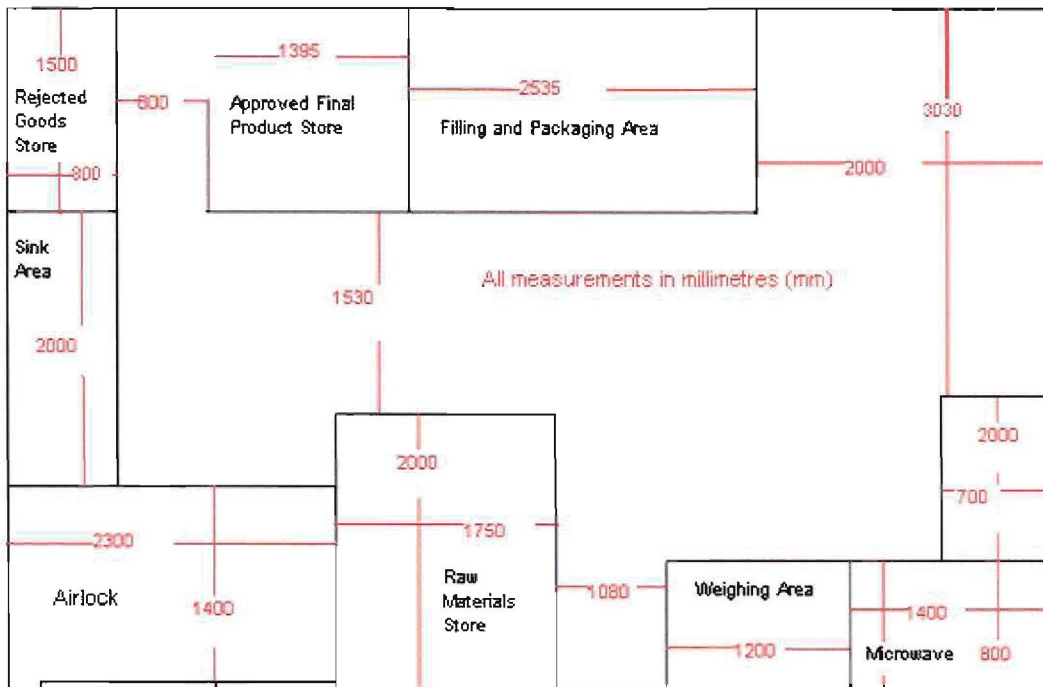 1500
Rejected
Goods
Store
800
600
1395
Approved Final
Product Store
2535
Filling and Packaging Area
3030
2000
Sink
Area
2000
1530
All measurements in millimetres (mm)
2000
700
2300
Airlock
1400
2000
1750
Raw
Materials
Store
1080
Weighing Area
1200
1400
Microwave
800